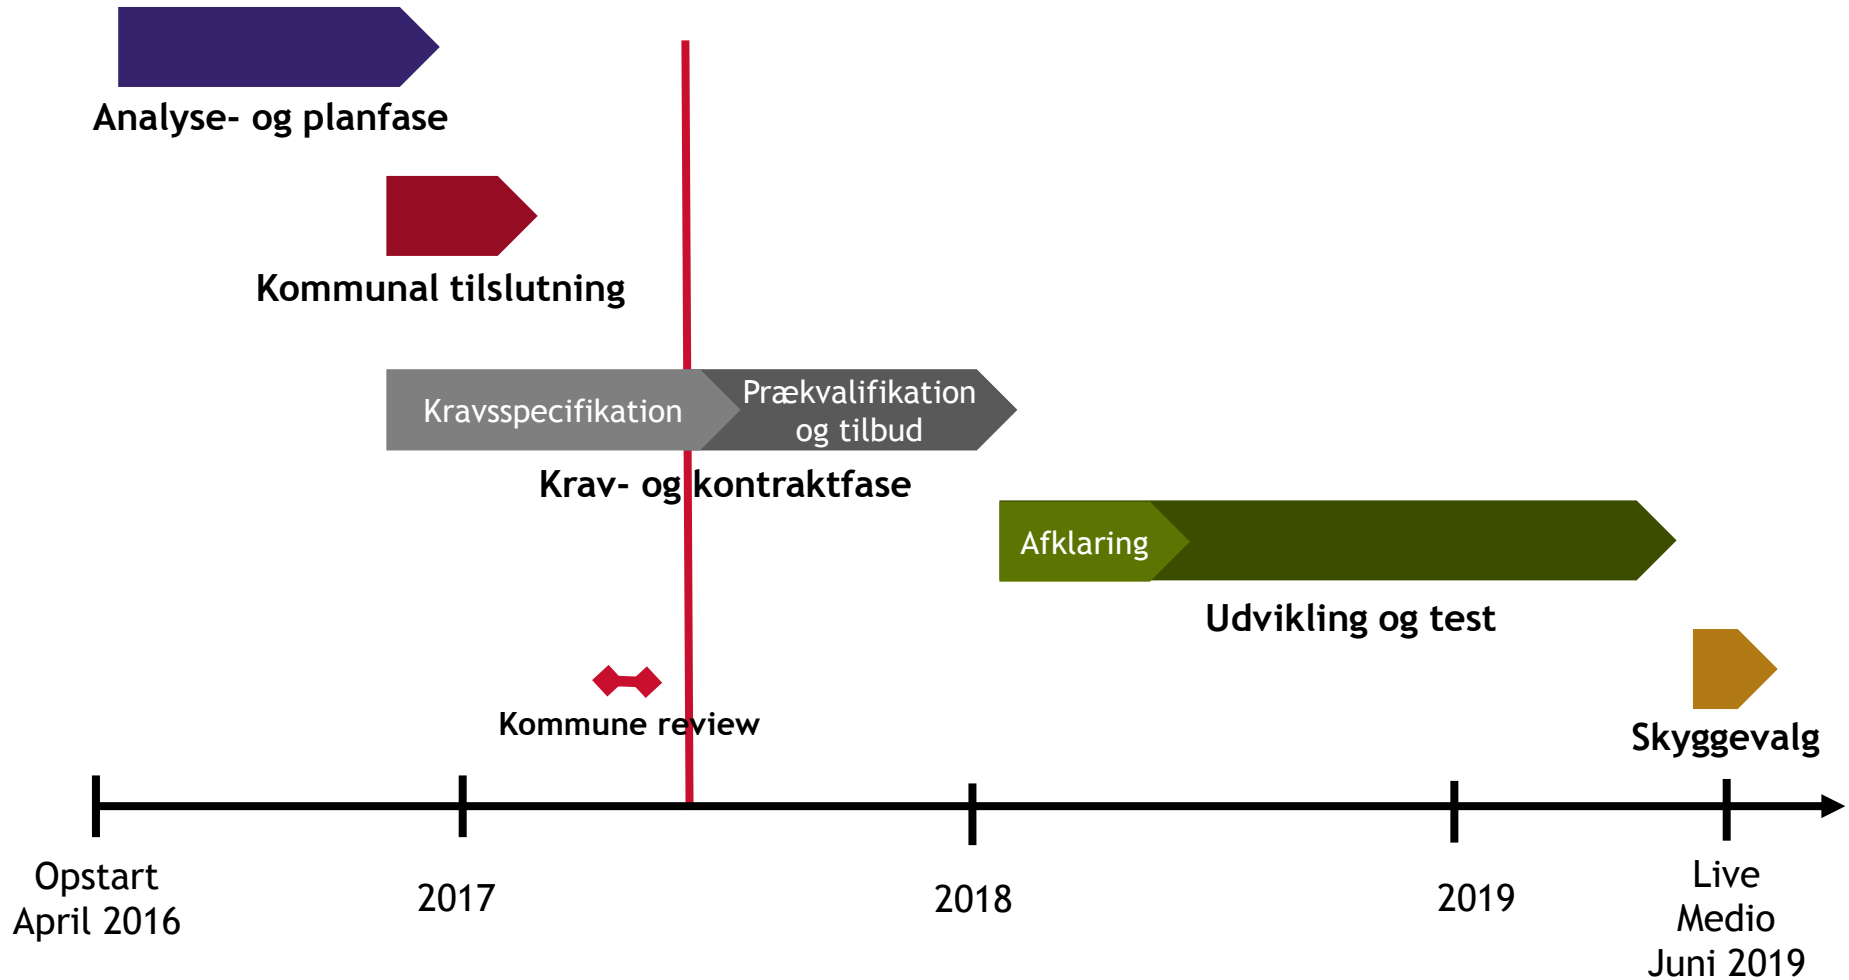 Analyse- og planfase
Kommunal tilslutning
Kravsspecifikation
Prækvalifikation
og tilbud
Krav- og kontraktfase
Afklaring
Udvikling og test
Kommune review
Skyggevalg
Opstart
April 2016
2017
2018
2019
Live
Medio
Juni 2019